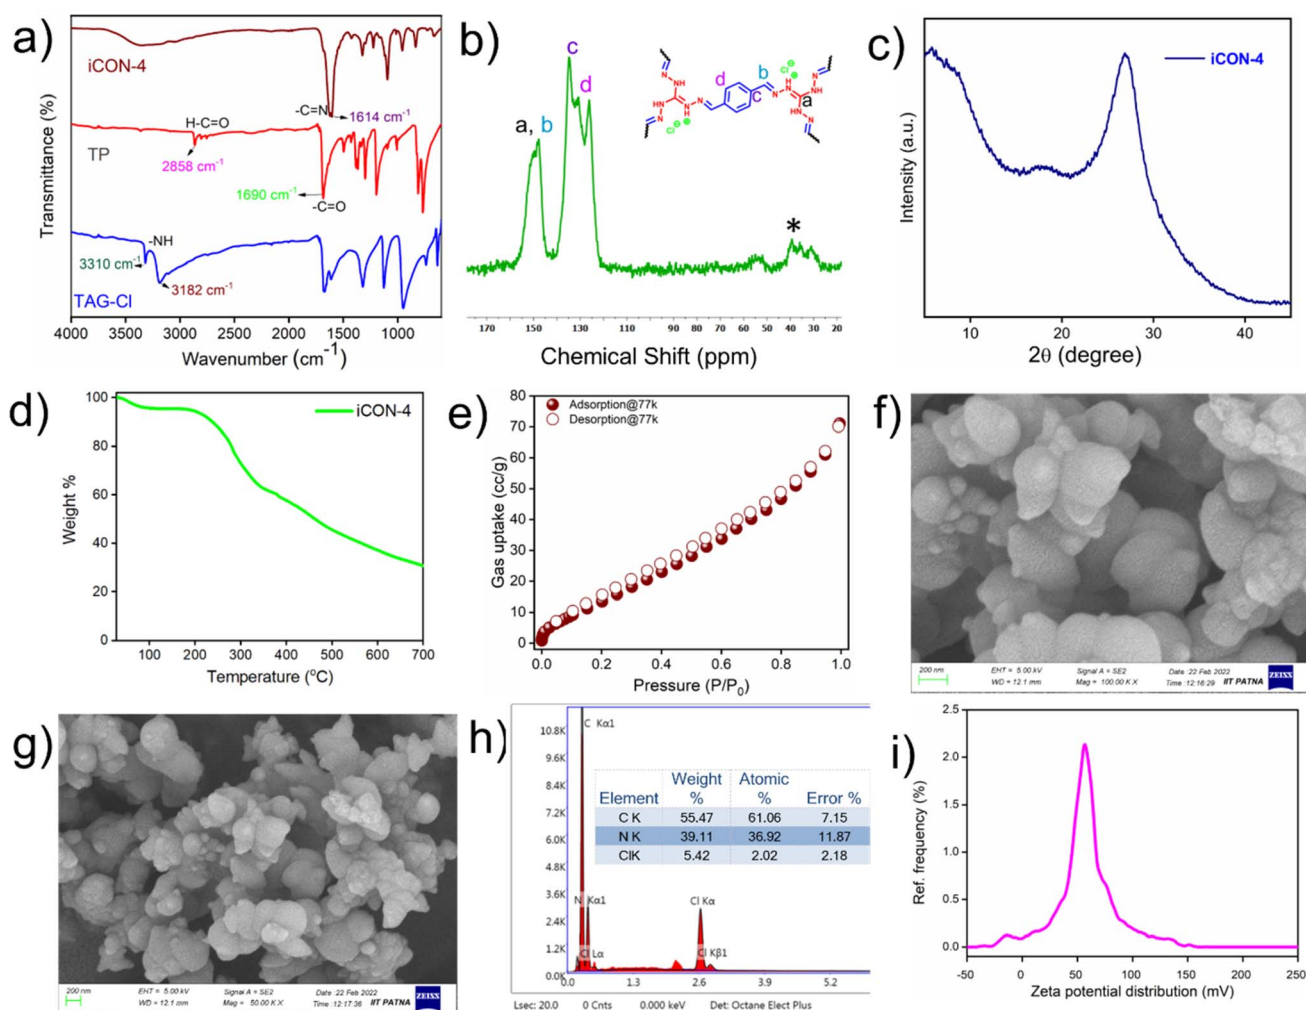 a)
iCON-4
-C=N
1614 cm-1
H-C=O
TP
2858 cm-1
1690 cm-1
-C=O
-NH
3310 cm-1
3182 cm-1
TAG-Cl
Transmittance (%)
4000 3000 2000 1000
Wavenumber (cm-1)
b)
c
d
a, b
*
d b c a
170 150 130 110 90 80 70 60 50 40 30 20
Chemical Shift (ppm)
c)
iCON-4
Intensity (a.u.)
10 20 30 40
2θ (degree)
d)
iCON-4
Weight %
100
80
60
40
20
0
100 200 300 400 500 600 700
Temperature (oC)
e)
Adsorption@77k
Desorption@77k
Gas uptake (cc/g)
80
70
60
50
40
30
20
10
0
0.0 0.2 0.4 0.6 0.8 1.0
Pressure (P/P0)
f)
200 nm EHT = 5.00 kV Signal A = SE2 Date :22 Feb 2022
WD = 12.1 mm Mag = 100.00 K X Time :12:16:29 IIT PATNA ZEISS
g)
200 nm EHT = 5.00 kV Signal A = SE2 Date :22 Feb 2022
WD = 12.1 mm Mag = 50.00 K X Time :12:17:36 IIT PATNA ZEISS
h)
10.8K
9.6K
8.4K
7.2K
6.0K
4.8K
3.6K
2.4K
1.2K
0.0K
C Kα1
N Kα1
Cl Lα
Cl Kα
Cl Kβ1
Element Weight % Atomic % Error %
C K 55.47 61.06 7.15
N K 39.11 36.92 11.87
ClK 5.42 2.02 2.18
0.0 1.3 2.6 3.9 5.2
Lsec: 20.0 0 Cnts 0.000 keV Det: Octane Elect Plus
i)
Ref. frequency (%)
2.5
2.0
1.5
1.0
0.5
0.0
-50 0 50 100 150 200 250
Zeta potential distribution (mV)